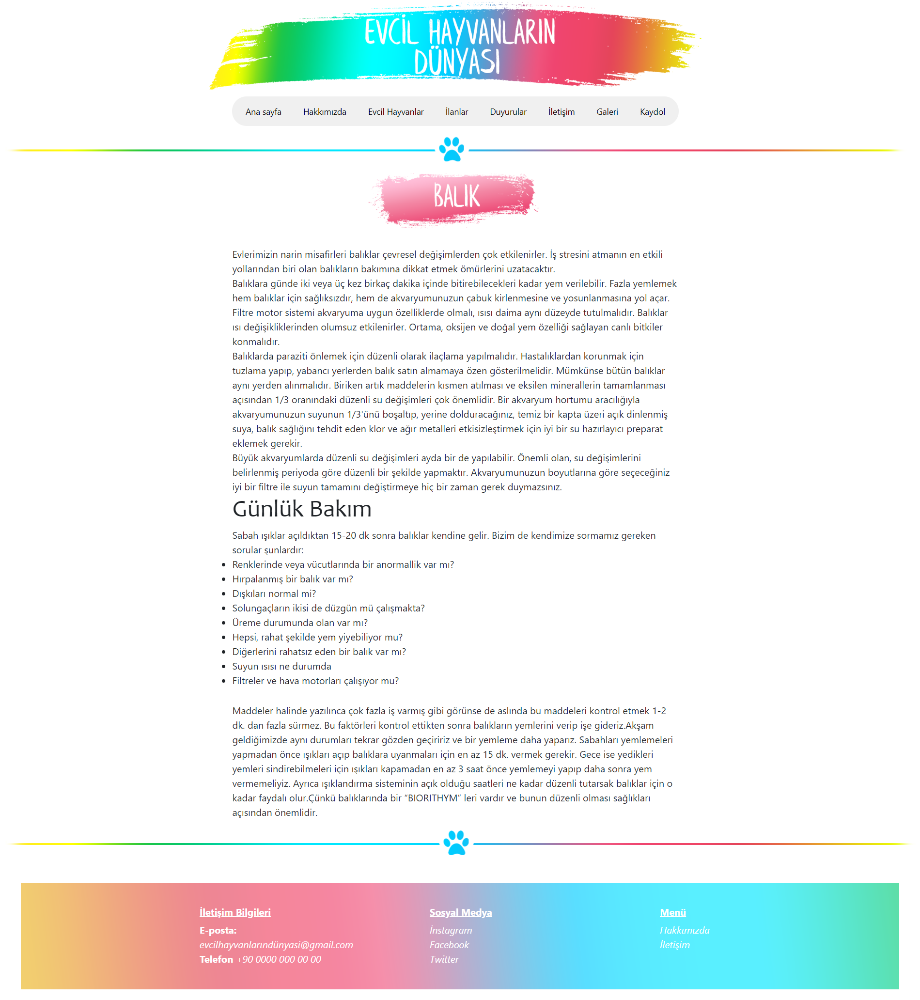 EVCİL HAYVANLARIN
DÜNYASI
Ana sayfa Hakkımızda Evcil Hayvanlar İlanlar Duyurular İletişim Galeri Kaydol
BALIK
Evlerimizin narin misafirleri balıklar çevresel değişimlerden çok etkilenirler. İş stresini atmanın en etkili
yollarından biri olan balıkların bakımına dikkat etmek ömürlerini uzatacaktır.
Balıklara günde iki veya üç kez birkaç dakika içinde bitirebilecekleri kadar yem verilebilir. Fazla yemlemek
hem balıklar için sağlıksızdır, hem de akvaryumunuzun çabuk kirlenmesine ve yosunlanmasına yol açar.
Filtre motor sistemi akvaryuma uygun özelliklerde olmalı, ısısı daima aynı düzeyde tutulmalıdır. Balıklar
ısı değişikliklerinden olumsuz etkilenirler. Ortama, oksijen ve doğal yem özelliği sağlayan canlı bitkiler
konmalıdır.
Balıklarda paraziti önlemek için düzenli olarak ilaçlama yapılmalıdır. Hastalıklardan korunmak için
tuzlama yapıp, yabancı yerlerden balık satın almamaya özen gösterilmelidir. Mümkünse bütün balıklar
aynı yerden alınmalıdır. Biriken artık maddelerin kısmen atılması ve eksilen minerallerin tamamlanması
açısından 1/3 oranındaki düzenli su değişimleri çok önemlidir. Bir akvaryum hortumu aracılığıyla
akvaryumunuzun suyunun 1/3'ünü boşaltıp, yerine dolduracağınız, temiz bir kapta üzeri açık dinlenmiş
suya, balık sağlığını tehdit eden klor ve ağır metalleri etkisizleştirmek için iyi bir su hazırlayıcı preparat
eklemek gerekir.
Büyük akvaryumlarda düzenli su değişimleri ayda bir de yapılabilir. Önemli olan, su değişimlerini
belirlenmiş periyoda göre düzenli bir şekilde yapmaktır. Akvaryumunuzun boyutlarına göre seçeceğiniz
iyi bir filtre ile suyun tamamını değiştirmeye hiç bir zaman gerek duymazsınız.
Günlük Bakım
Sabah ışıklar açıldıktan 15-20 dk sonra balıklar kendine gelir. Bizim de kendimize sormamız gereken
sorular şunlardır:
• Renklerinde veya vücutlarında bir anormallik var mı?
• Hırpalanmış bir balık var mı?
• Dışkıları normal mi?
• Solungaçların ikisi de düzgün mü çalışmakta?
• Üreme durumunda olan var mı?
• Hepsi, rahat şekilde yem yiyebiliyor mu?
• Diğerlerini rahatsız eden bir balık var mı?
• Suyun ısısı ne durumda
• Filtreler ve hava motorları çalışıyor mu?
Maddeler halinde yazılınca çok fazla iş varmış gibi görünse de aslında bu maddeleri kontrol etmek 1-2
dk. dan fazla sürmez. Bu faktörleri kontrol ettikten sonra balıkların yemlerini verip işe gideriz.Akşam
geldiğimizde aynı durumları tekrar gözden geçiririz ve bir yemleme daha yaparız. Sabahları yemlemeleri
yapmadan önce ışıkları açıp balıklara uyanmaları için en az 15 dk. vermek gerekir. Gece ise yedikleri
yemleri sindirebilmeleri için ışıkları kapamadan en az 3 saat önce yemlemeyi yapıp daha sonra yem
vermemeliyiz. Ayrıca ışıklandırma sisteminin açık olduğu saatleri ne kadar düzenli tutarsak balıklar için o
kadar faydalı olur.Çünkü balıklarında bir “BIORITHYM” leri vardır ve bunun düzenli olması sağlıkları
açısından önemlidir.
İletişim Bilgileri
E-posta:
evcilhayvanlarındünyasi@gmail.com
Telefon +90 0000 000 00 00
Sosyal Medya
İnstagram
Facebook
Twitter
Menü
Hakkımızda
İletişim